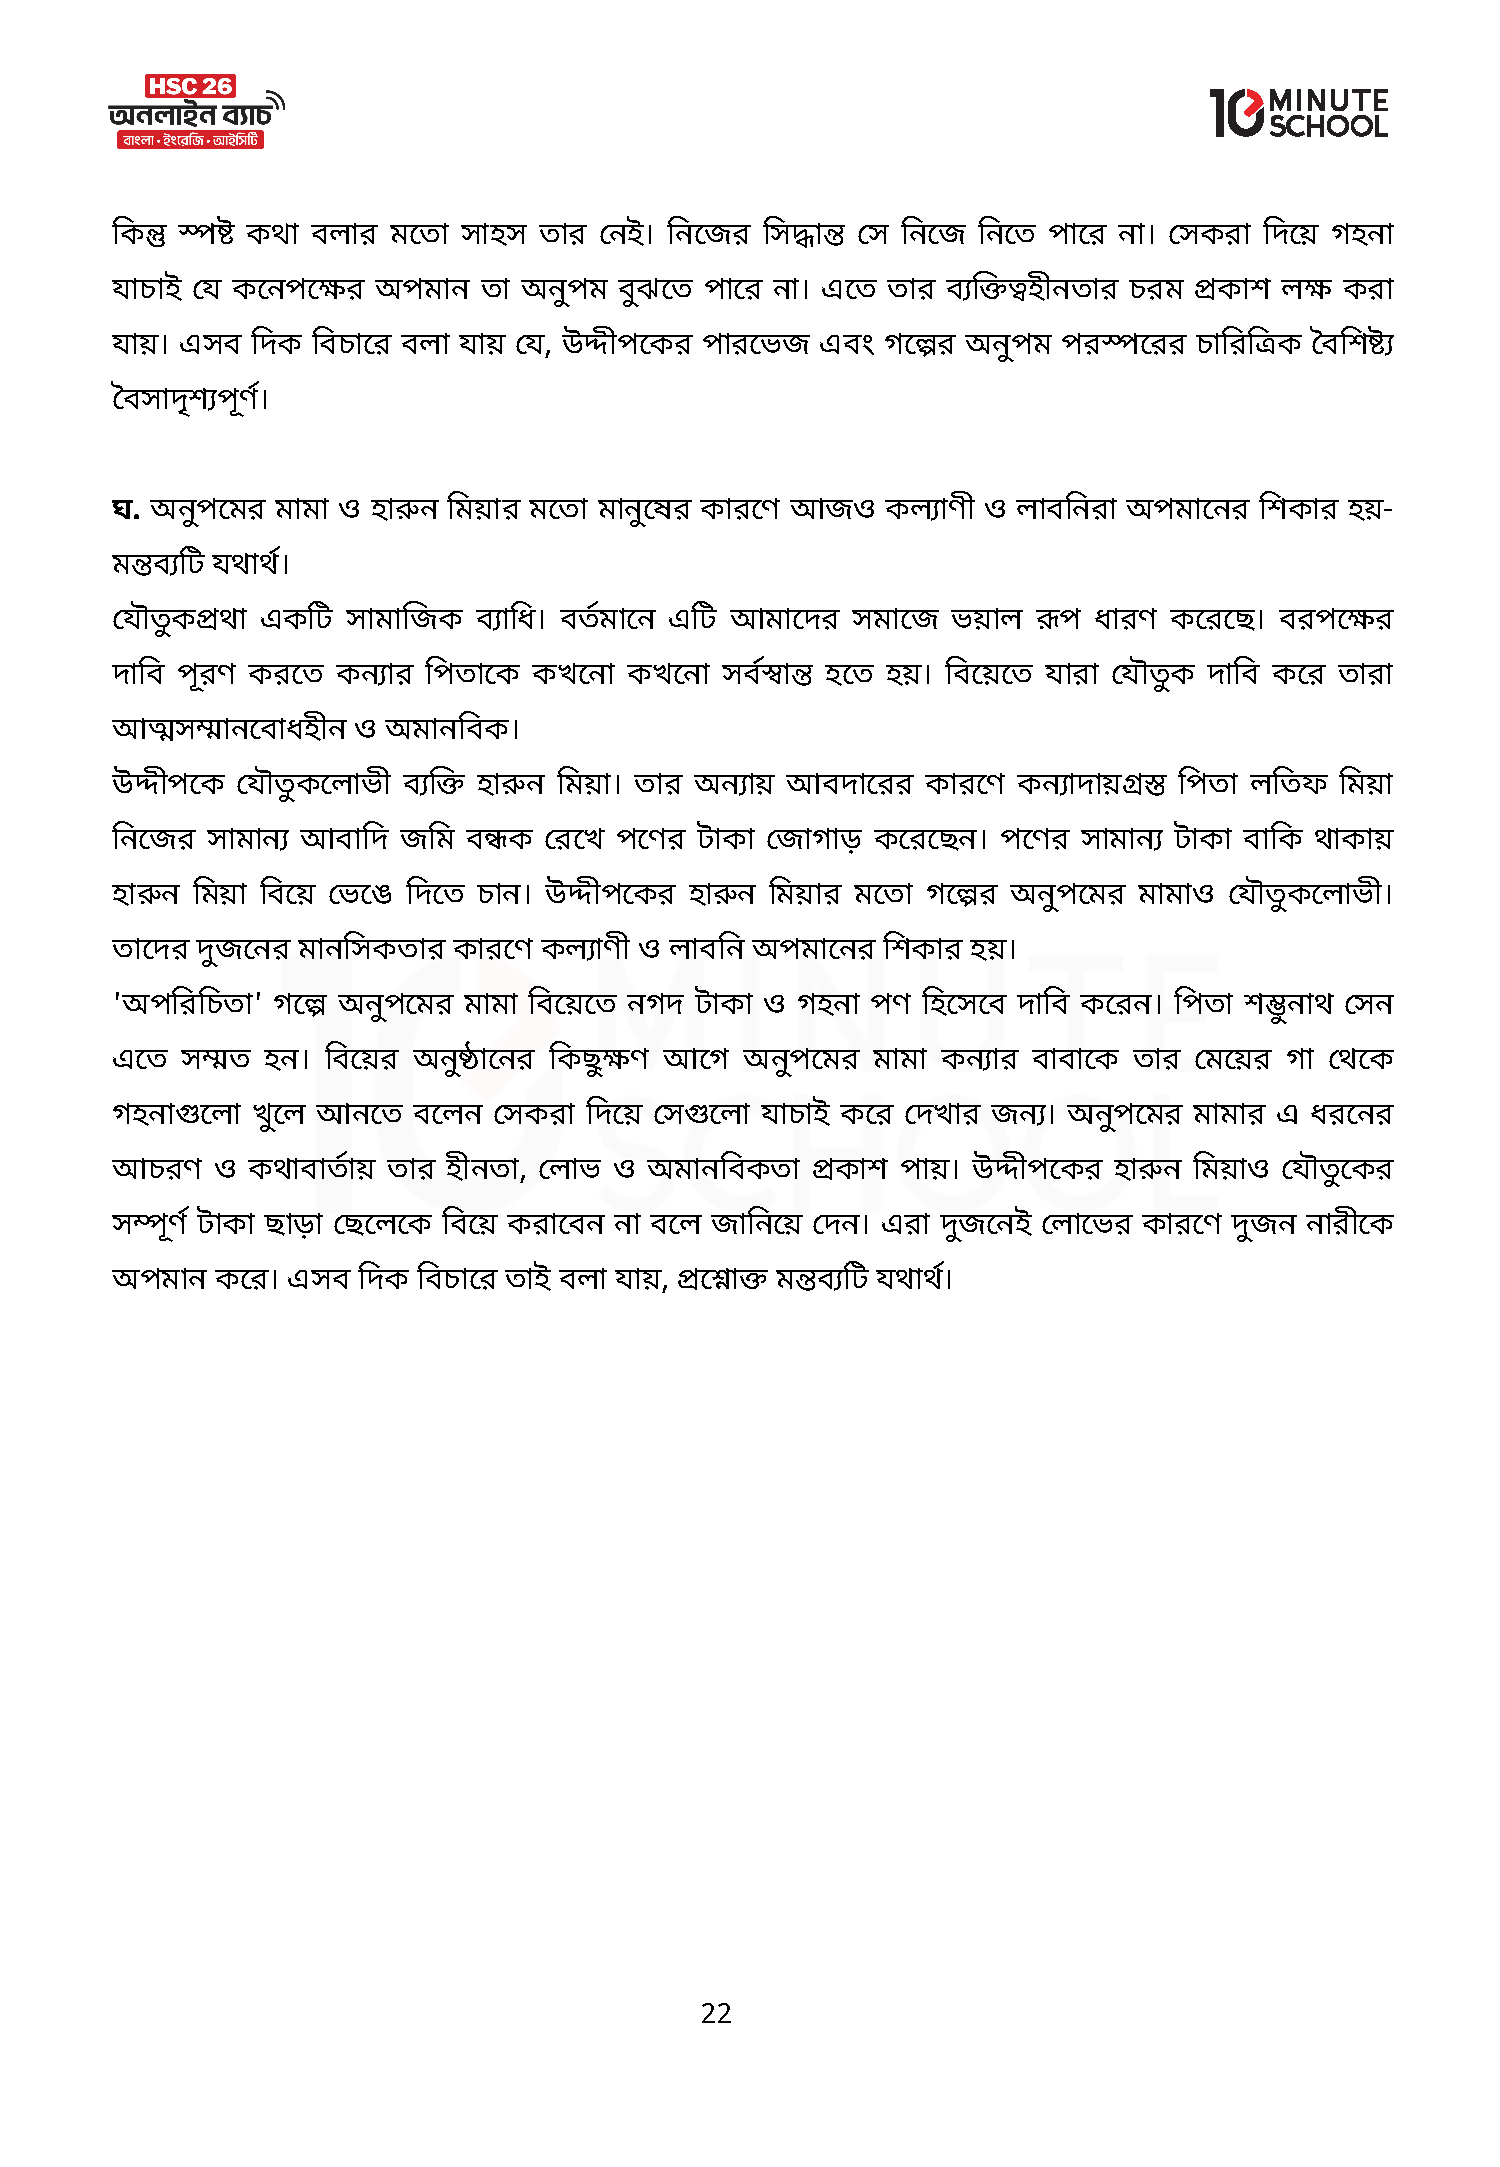 HSC 26
অনলাইন ব্যাচ
বাংলা • ইংরেজি • আইসিটি
10 MINUTE SCHOOL
কিন্তু স্পষ্ট কথা বলার মতো সাহস তার নেই। নিজের সিদ্ধান্ত সে নিজে নিতে পারে না। সেকরা দিয়ে গহনা
যাচাই যে কনেপক্ষের অপমান তা অনুপম বুঝতে পারে না। এতে তার ব্যক্তিত্বহীনতার চরম প্রকাশ লক্ষ করা
যায়। এসব দিক বিচারে বলা যায় যে, উদ্দীপকের পারভেজ এবং গল্পের অনুপম পরস্পরের চারিত্রিক বৈশিষ্ট্য
বৈসাদৃশ্যপূর্ণ।
ঘ. অনুপমের মামা ও হারুন মিয়ার মতো মানুষের কারণে আজও কল্যাণী ও লাবনিরা অপমানের শিকার হয়-
মন্তব্যটি যথার্থ।
যৌতুকপ্রথা একটি সামাজিক ব্যাধি। বর্তমানে এটি আমাদের সমাজে ভয়াল রূপ ধারণ করেছে। বরপক্ষের
দাবি পূরণ করতে কন্যার পিতাকে কখনো কখনো সর্বস্বান্ত হতে হয়। বিয়েতে যারা যৌতুক দাবি করে তারা
আত্মসম্মানবোধহীন ও অমানবিক।
উদ্দীপকে যৌতুকলোভী ব্যক্তি হারুন মিয়া। তার অন্যায় আবদারের কারণে কন্যাদায়গ্রস্ত পিতা লতিফ মিয়া
নিজের সামান্য আবাদি জমি বন্ধক রেখে পণের টাকা জোগাড় করেছেন। পণের সামান্য টাকা বাকি থাকায়
হারুন মিয়া বিয়ে ভেঙে দিতে চান। উদ্দীপকের হারুন মিয়ার মতো গল্পের অনুপমের মামাও যৌতুকলোভী।
তাদের দুজনের মানসিকতার কারণে কল্যাণী ও লাবনি অপমানের শিকার হয়।
'অপরিচিতা' গল্পে অনুপমের মামা বিয়েতে নগদ টাকা ও গহনা পণ হিসেবে দাবি করেন। পিতা শম্ভুনাথ সেন
এতে সম্মত হন। বিয়ের অনুষ্ঠানের কিছুক্ষণ আগে অনুপমের মামা কন্যার বাবাকে তার মেয়ের গা থেকে
গহনাগুলো খুলে আনতে বলেন সেকরা দিয়ে সেগুলো যাচাই করে দেখার জন্য। অনুপমের মামার এ ধরনের
আচরণ ও কথাবার্তায় তার হীনতা, লোভ ও অমানবিকতা প্রকাশ পায়। উদ্দীপকের হারুন মিয়াও যৌতুকের
সম্পূর্ণ টাকা ছাড়া ছেলেকে বিয়ে করাবেন না বলে জানিয়ে দেন। এরা দুজনেই লোভের কারণে দুজন নারীকে
অপমান করে। এসব দিক বিচারে তাই বলা যায়, প্রশ্নোক্ত মন্তব্যটি যথার্থ।
22